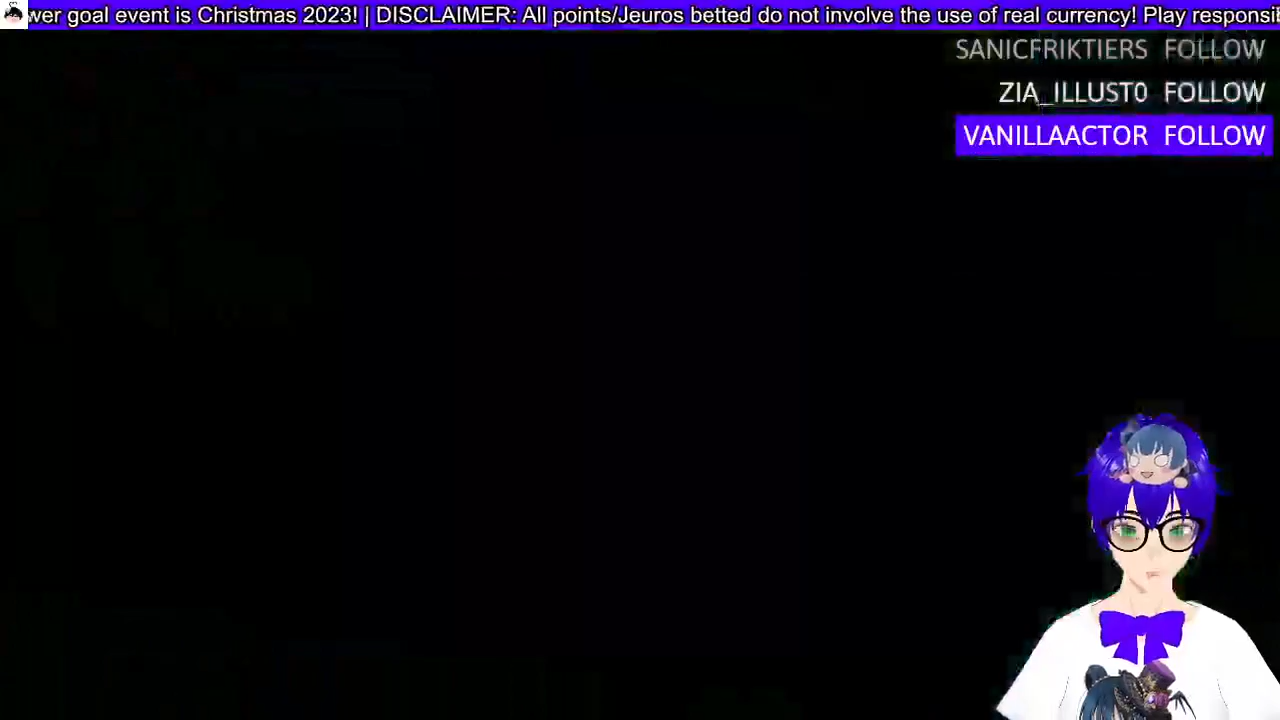 wer goal event is Christmas 2023! | DISCLAIMER: All points/Jeuros betted do not involve the use of real currency! Play responsi
SANICFRIKTIERS FOLLOW
ZIA_ILLUST0 FOLLOW
VANILLAACTOR FOLLOW